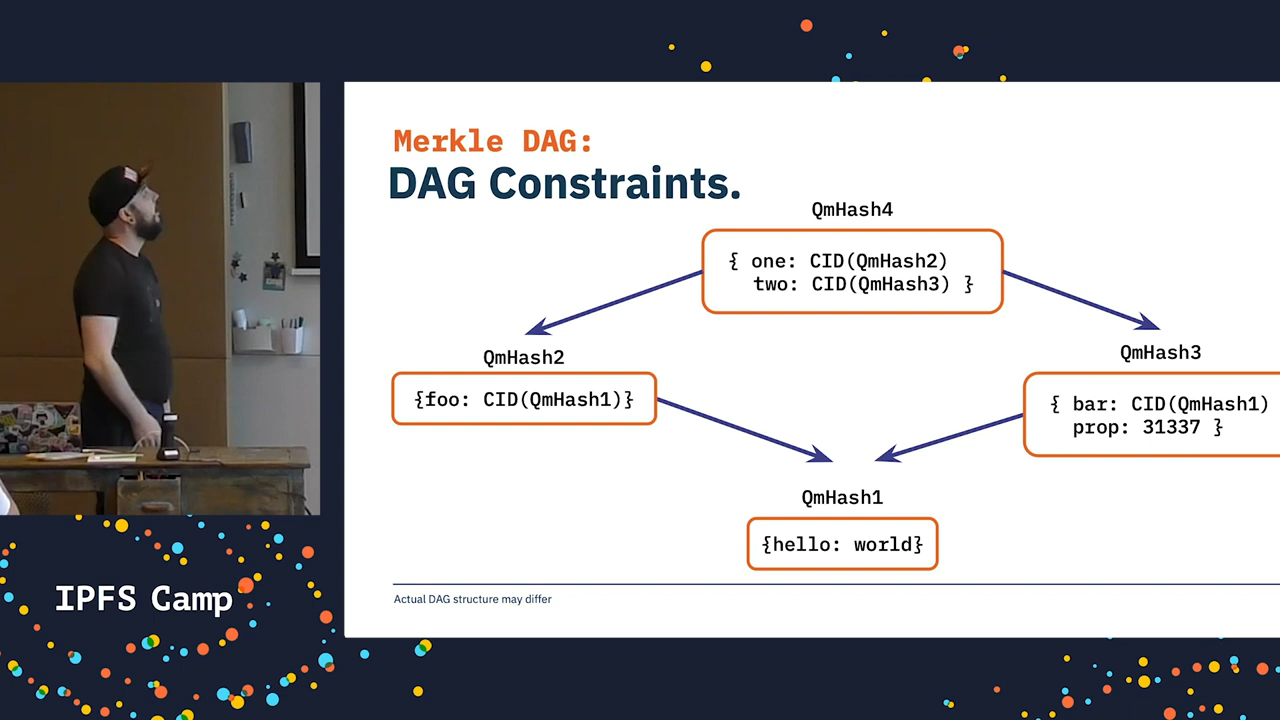 Merkle DAG:
DAG Constraints.
QmHash4
{ one: CID(QmHash2)
two: CID(QmHash3) }
QmHash2
QmHash3
{foo: CID(QmHash1)}
{ bar: CID(QmHash1)
prop: 31337 }
QmHash1
{hello: world}
Actual DAG structure may differ
IPFS Camp